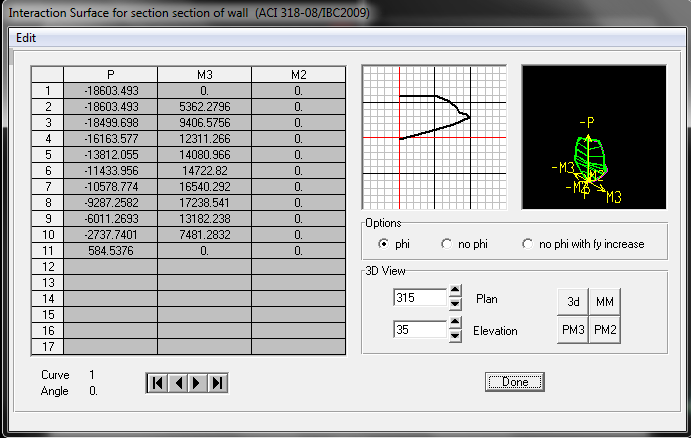 Interaction Surface for section section of wall (ACI 318-08/IBC2009)
Edit
P M3 M2
1 -18603.493 0. 0.
2 -18603.493 5362.2796 0.
3 -18499.698 9406.5756 0.
4 -16163.577 12311.266 0.
5 -13812.055 14080.966 0.
6 -11433.956 14722.82 0.
7 -10578.774 16540.292 0.
8 -9287.2582 17238.541 0.
9 -6011.2693 13182.238 0.
10 -2737.7401 7481.2832 0.
11 584.5376 0. 0.
12
13
14
15
16
17
Curve 1
Angle 0.
-P
-M3 M2
-M2 P M3
Options
phi no phi no phi with fy increase
3D View
315 Plan 3d MM
35 Elevation PM3 PM2
Done